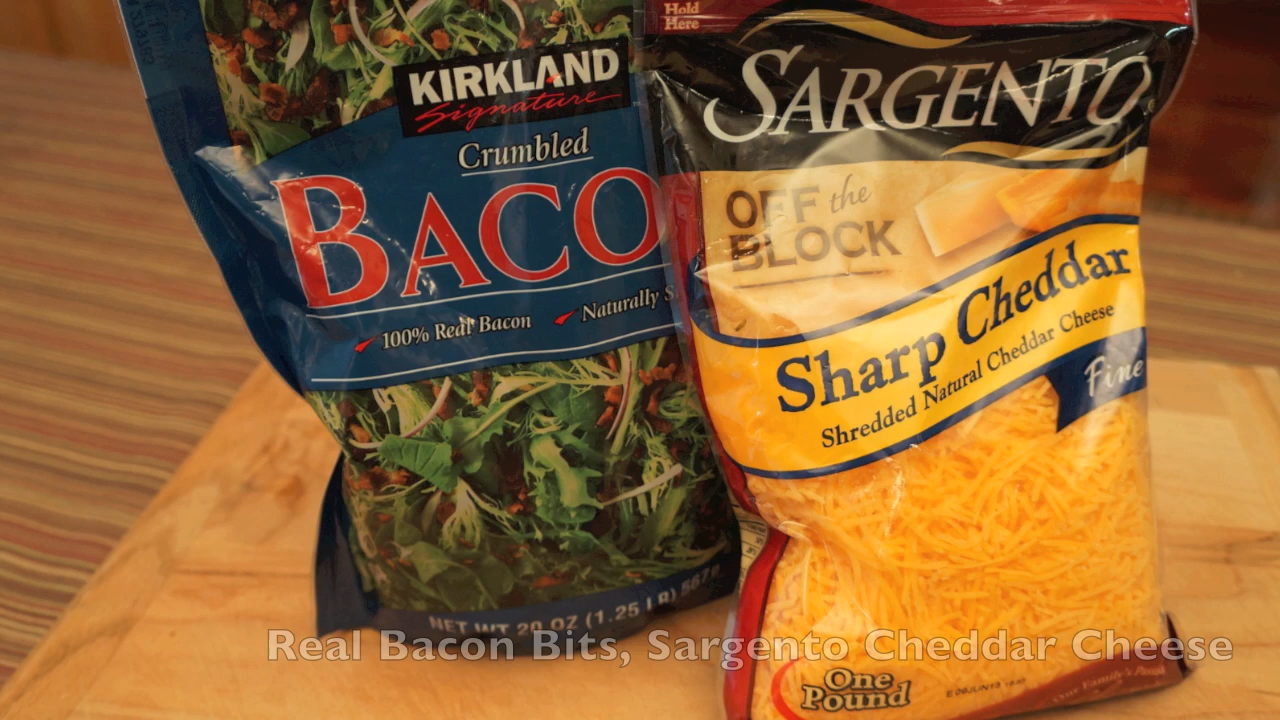 KIRKLAND
Signature
Crumbled
BACO
100% Real Bacon
Naturally S
NET WT 20 OZ (1.25 LB) 567g
Hold
Here
SARGENTO
OFF the
BLOCK
Sharp Cheddar
Shredded Natural Cheddar Cheese
Fine
One
Pound
Real Bacon Bits, Sargento Cheddar Cheese